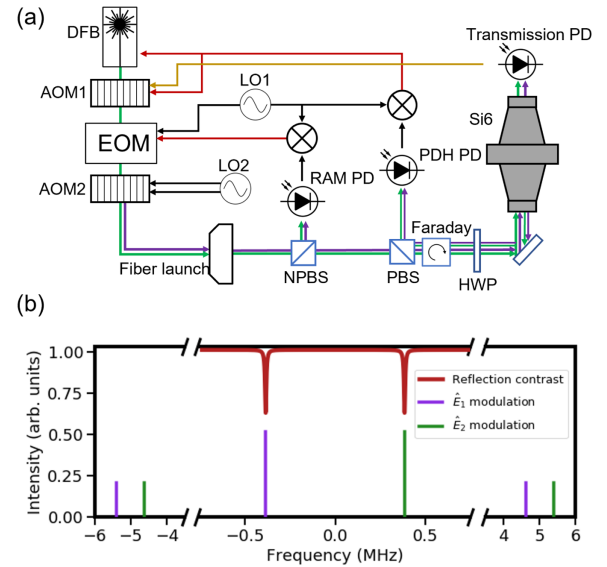 (a)
DFB
Transmission PD
AOM1
LO1
Si6
EOM
PDH PD
AOM2
LO2
RAM PD
Faraday
Fiber launch
NPBS
PBS
HWP
(b)
Intensity (arb. units)
1.00
0.75
0.50
0.25
0.00
Reflection contrast
Ê₁ modulation
Ê₂ modulation
−6 −5 −4 −0.5 0.0 0.5 4 5 6
Frequency (MHz)